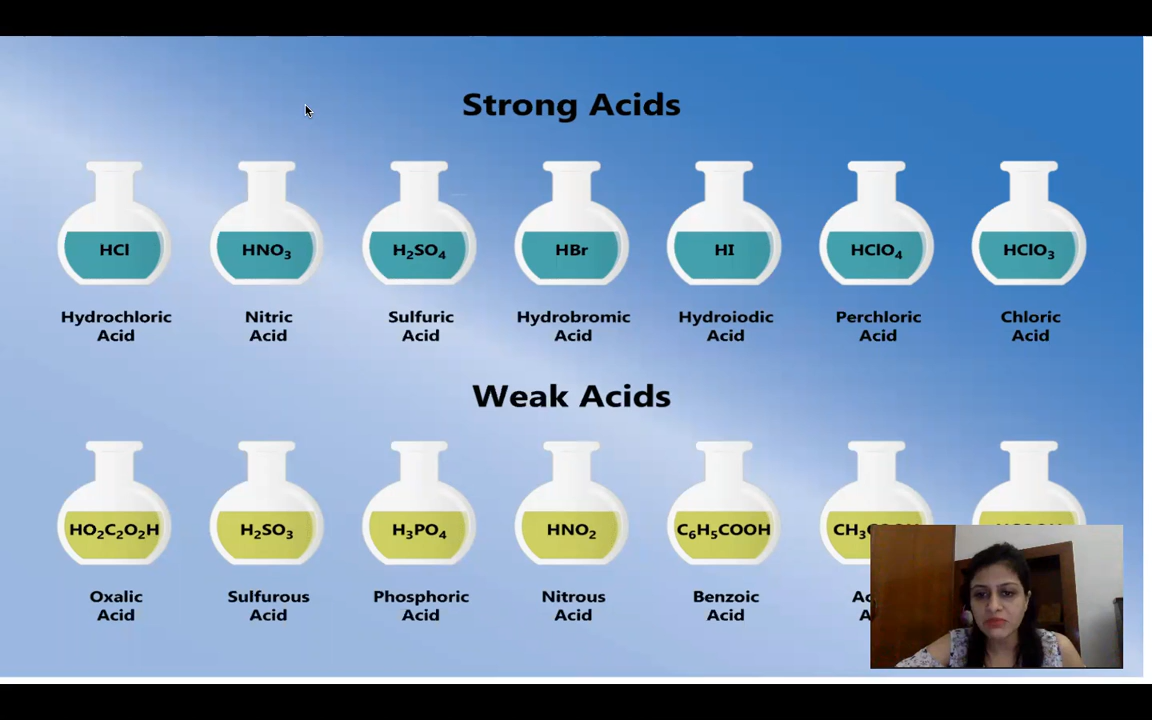 Strong Acids
HCl HNO₃ H₂SO₄ HBr HI HClO₄ HClO₃
Hydrochloric Acid
Nitric Acid
Sulfuric Acid
Hydrobromic Acid
Hydroiodic Acid
Perchloric Acid
Chloric Acid
Weak Acids
HO₂C₂O₂H H₂SO₃ H₃PO₄ HNO₂ C₆H₅COOH
Oxalic Acid
Sulfurous Acid
Phosphoric Acid
Nitrous Acid
Benzoic Acid